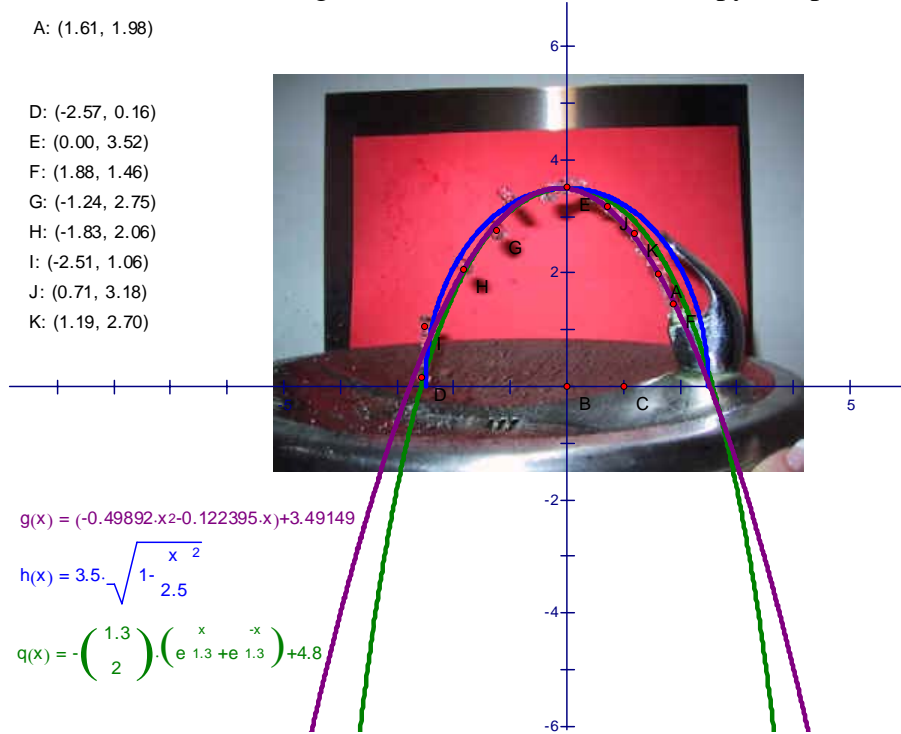 A: (1.61, 1.98)
D: (-2.57, 0.16)
E: (0.00, 3.52)
F: (1.88, 1.46)
G: (-1.24, 2.75)
H: (-1.83, 2.06)
I: (-2.51, 1.06)
J: (0.71, 3.18)
K: (1.19, 2.70)
6
4
2
E
J
G
K
H
A
F
I
D
B
C
5
-2
-4
-6
g(x) = (-0.49892·x2-0.122395·x)+3.49149
h(x) = 3.5·√(1-(x/2.5)2)
q(x) = -(1.3/2)·(e x/1.3 +e -x/1.3)+4.8